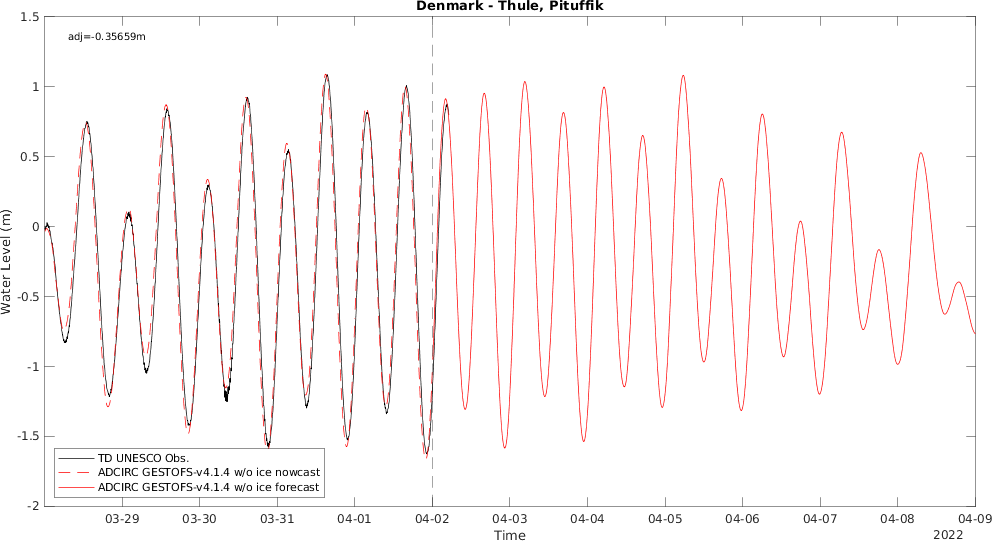 Denmark - Thule, Pituffik
adj=-0.35659m
1.5
1
0.5
0
-0.5
-1
-1.5
-2
Water Level (m)
TD UNESCO Obs.
ADCIRC GESTOFS-v4.1.4 w/o ice nowcast
ADCIRC GESTOFS-v4.1.4 w/o ice forecast
03-29 03-30 03-31 04-01 04-02 04-03 04-04 04-05 04-06 04-07 04-08 04-09
Time
2022